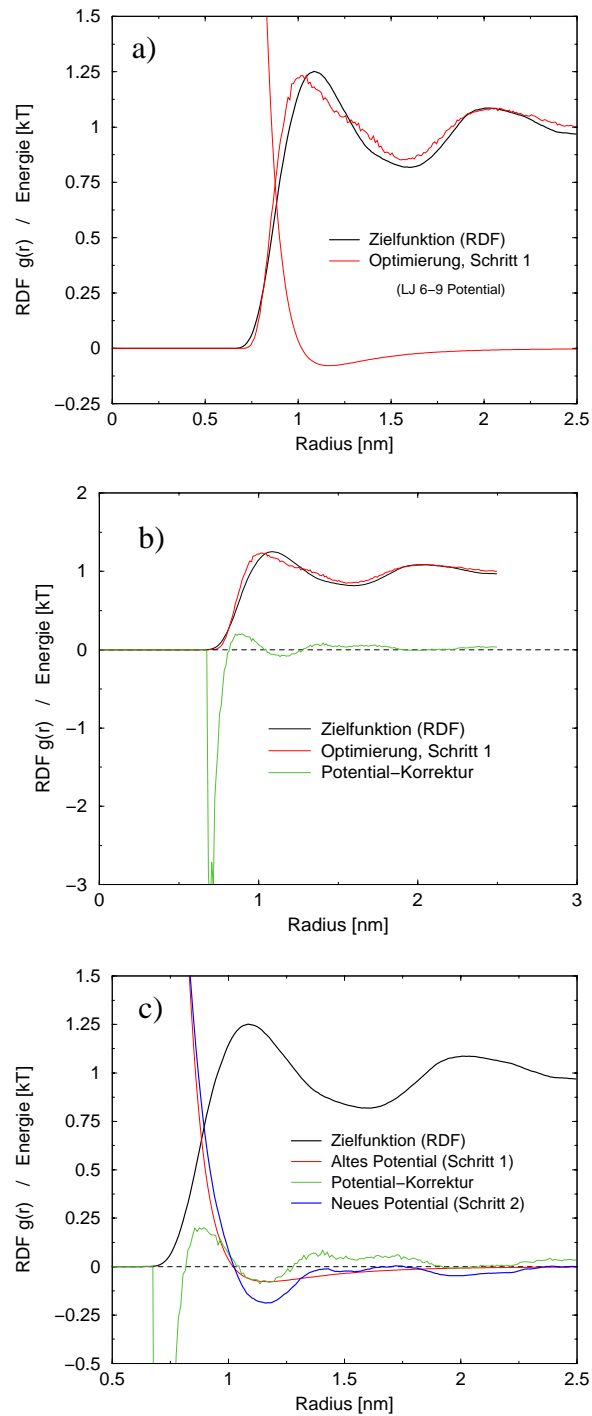 a)
1.5
1.25
1
0.75
0.5
0.25
0
−0.25
RDF g(r) / Energie [kT]
Zielfunktion (RDF)
Optimierung, Schritt 1
(LJ 6−9 Potential)
0 0.5 1 1.5 2 2.5
Radius [nm]
b)
2
1
0
−1
−2
−3
RDF g(r) / Energie [kT]
Zielfunktion (RDF)
Optimierung, Schritt 1
Potential−Korrektur
0 1 2 3
Radius [nm]
c)
1.5
1.25
1
0.75
0.5
0.25
0
−0.25
−0.5
RDF g(r) / Energie [kT]
Zielfunktion (RDF)
Altes Potential (Schritt 1)
Potential−Korrektur
Neues Potential (Schritt 2)
0.5 1 1.5 2 2.5
Radius [nm]